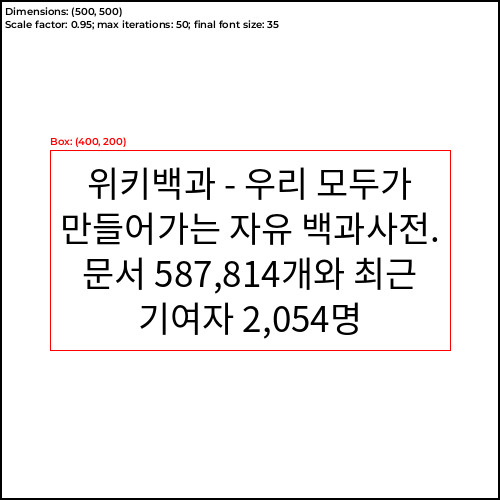 Dimensions: (500, 500)
Scale factor: 0.95; max iterations: 50; final font size: 35
Box: (400, 200)
위키백과 - 우리 모두가
만들어가는 자유 백과사전.
문서 587,814개와 최근
기여자 2,054명